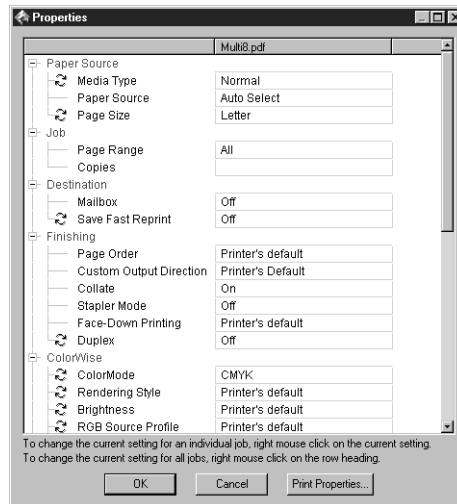 Properties
Multi8.pdf
Paper Source
Media Type Normal
Paper Source Auto Select
Page Size Letter
Job
Page Range All
Copies
Destination
Mailbox Off
Save Fast Reprint Off
Finishing
Page Order Printer's default
Custom Output Direction Printer's Default
Collate On
Stapler Mode Off
Face-Down Printing Printer's default
Duplex Off
ColorWise
ColorMode CMYK
Rendering Style Printer's default
Brightness Printer's default
RGB Source Profile Printer's default
To change the current setting for an individual job, right mouse click on the current setting.
To change the current setting for all jobs, right mouse click on the row heading.
OK Cancel Print Properties...